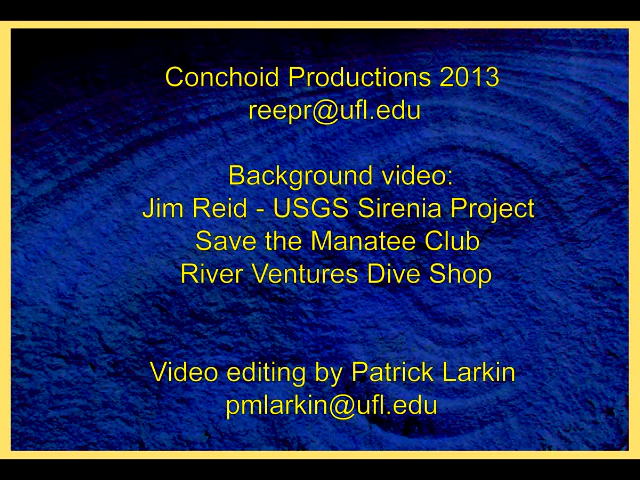 Conchoid Productions 2013
reepr@ufl.edu
Background video:
Jim Reid - USGS Sirenia Project
Save the Manatee Club
River Ventures Dive Shop
Video editing by Patrick Larkin
pmlarkin@ufl.edu